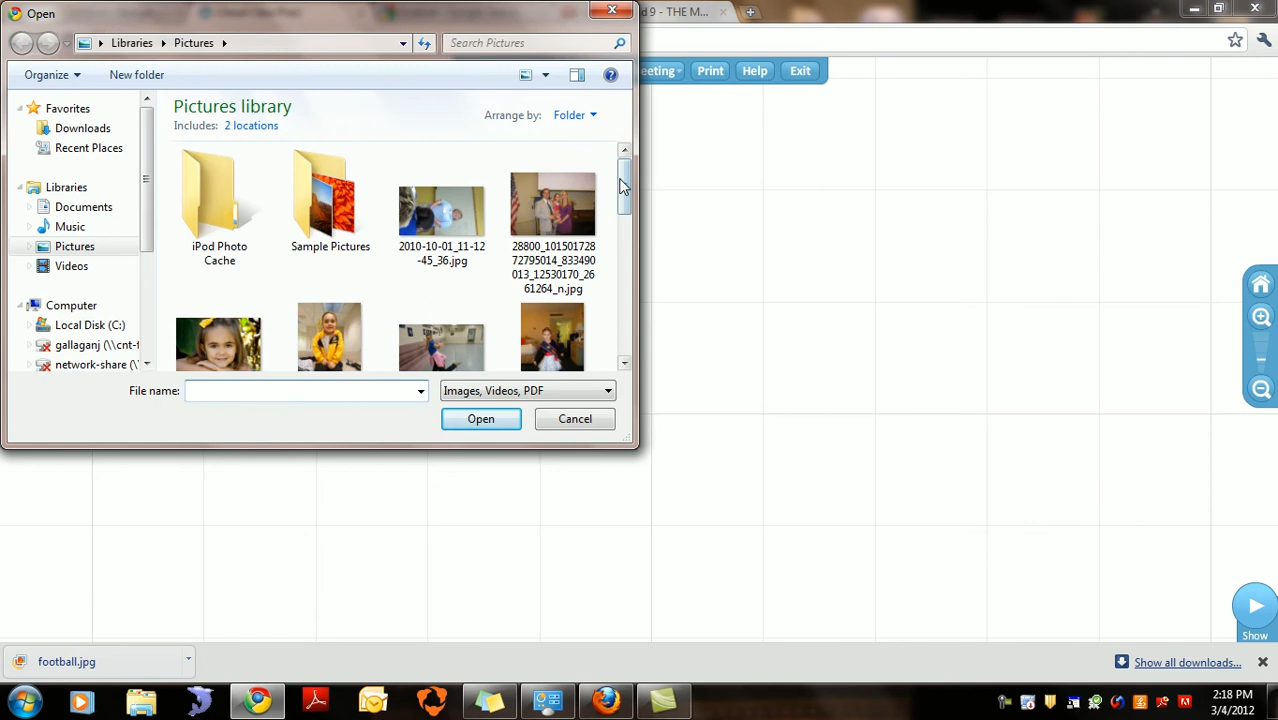 Open
d 9 - THE M...
Libraries Pictures
Search Pictures
Organize New folder
eeting Print Help Exit
Favorites
Downloads
Recent Places
Libraries
Documents
Music
Pictures
Videos
Computer
Local Disk (C:)
gallaganj (\\cnt-f
network-share (\
Pictures library
Includes: 2 locations
Arrange by: Folder
iPod Photo
Cache
Sample Pictures
2010-10-01_11-12
-45_36.jpg
28800_101501728
72795014_833490
013_12530170_26
61264_n.jpg
File name:
Images, Videos, PDF
Open Cancel
Show
football.jpg
Show all downloads...
2:18 PM
3/4/2012